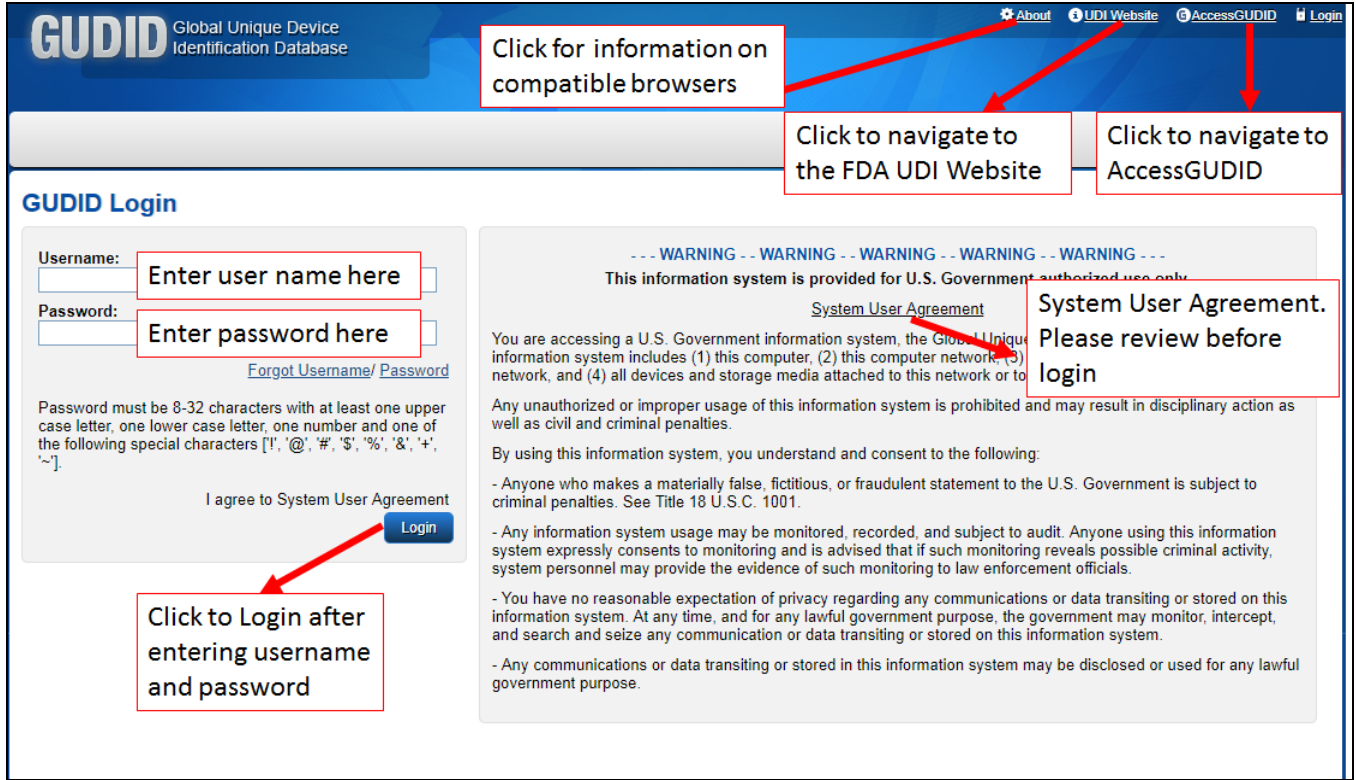 GUDID Global Unique Device
Identification Database
About UDI Website AccessGUDID Login
Click for information on
compatible browsers
Click to navigate to
the FDA UDI Website
Click to navigate to
AccessGUDID
GUDID Login
Username:
Enter user name here
Password:
Enter password here
Forgot Username/ Password
Password must be 8-32 characters with at least one upper
case letter, one lower case letter, one number and one of
the following special characters ['!', '@', '#', '$', '%', '&', '+',
'~'].
I agree to System User Agreement
Login
Click to Login after
entering username
and password
- - - WARNING - - WARNING - - WARNING - - WARNING - - WARNING - - -
This information system is provided for U.S. Government authorized use only
System User Agreement
System User Agreement.
Please review before
login
You are accessing a U.S. Government information system, the Global Unique
information system includes (1) this computer, (2) this computer network, (3)
network, and (4) all devices and storage media attached to this network or to
Any unauthorized or improper usage of this information system is prohibited and may result in disciplinary action as
well as civil and criminal penalties.
By using this information system, you understand and consent to the following:
- Anyone who makes a materially false, fictitious, or fraudulent statement to the U.S. Government is subject to
criminal penalties. See Title 18 U.S.C. 1001.
- Any information system usage may be monitored, recorded, and subject to audit. Anyone using this information
system expressly consents to monitoring and is advised that if such monitoring reveals possible criminal activity,
system personnel may provide the evidence of such monitoring to law enforcement officials.
- You have no reasonable expectation of privacy regarding any communications or data transiting or stored on this
information system. At any time, and for any lawful government purpose, the government may monitor, intercept,
and search and seize any communication or data transiting or stored on this information system.
- Any communications or data transiting or stored in this information system may be disclosed or used for any lawful
government purpose.